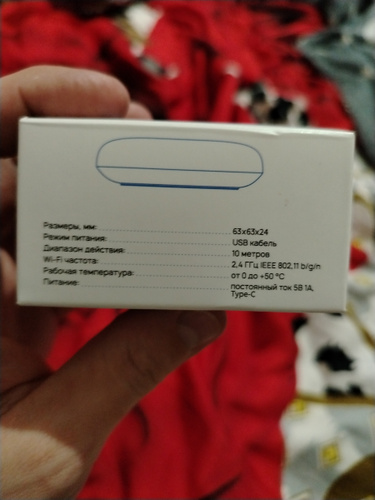 Размеры, мм: 63x63x24
Режим питания: USB кабель
Диапазон действия: 10 метров
Wi-Fi частота: 2,4 ГГц IEEE 802,11 b/g/n
Рабочая температура: от 0 до +50 °C
Питание: постоянный ток 5В 1А,
Type-C